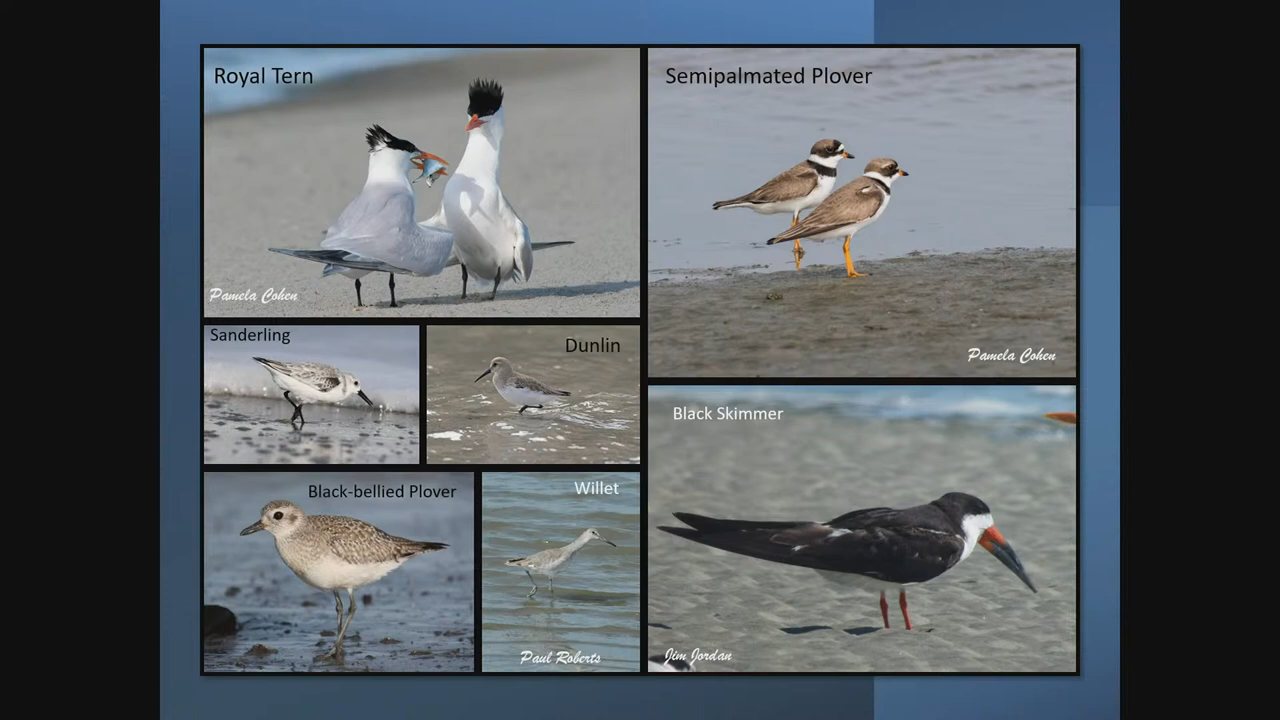 Royal Tern
Pamela Cohen
Semipalmated Plover
Pamela Cohen
Sanderling
Dunlin
Black-bellied Plover
Willet
Paul Roberts
Black Skimmer
Jim Jordan